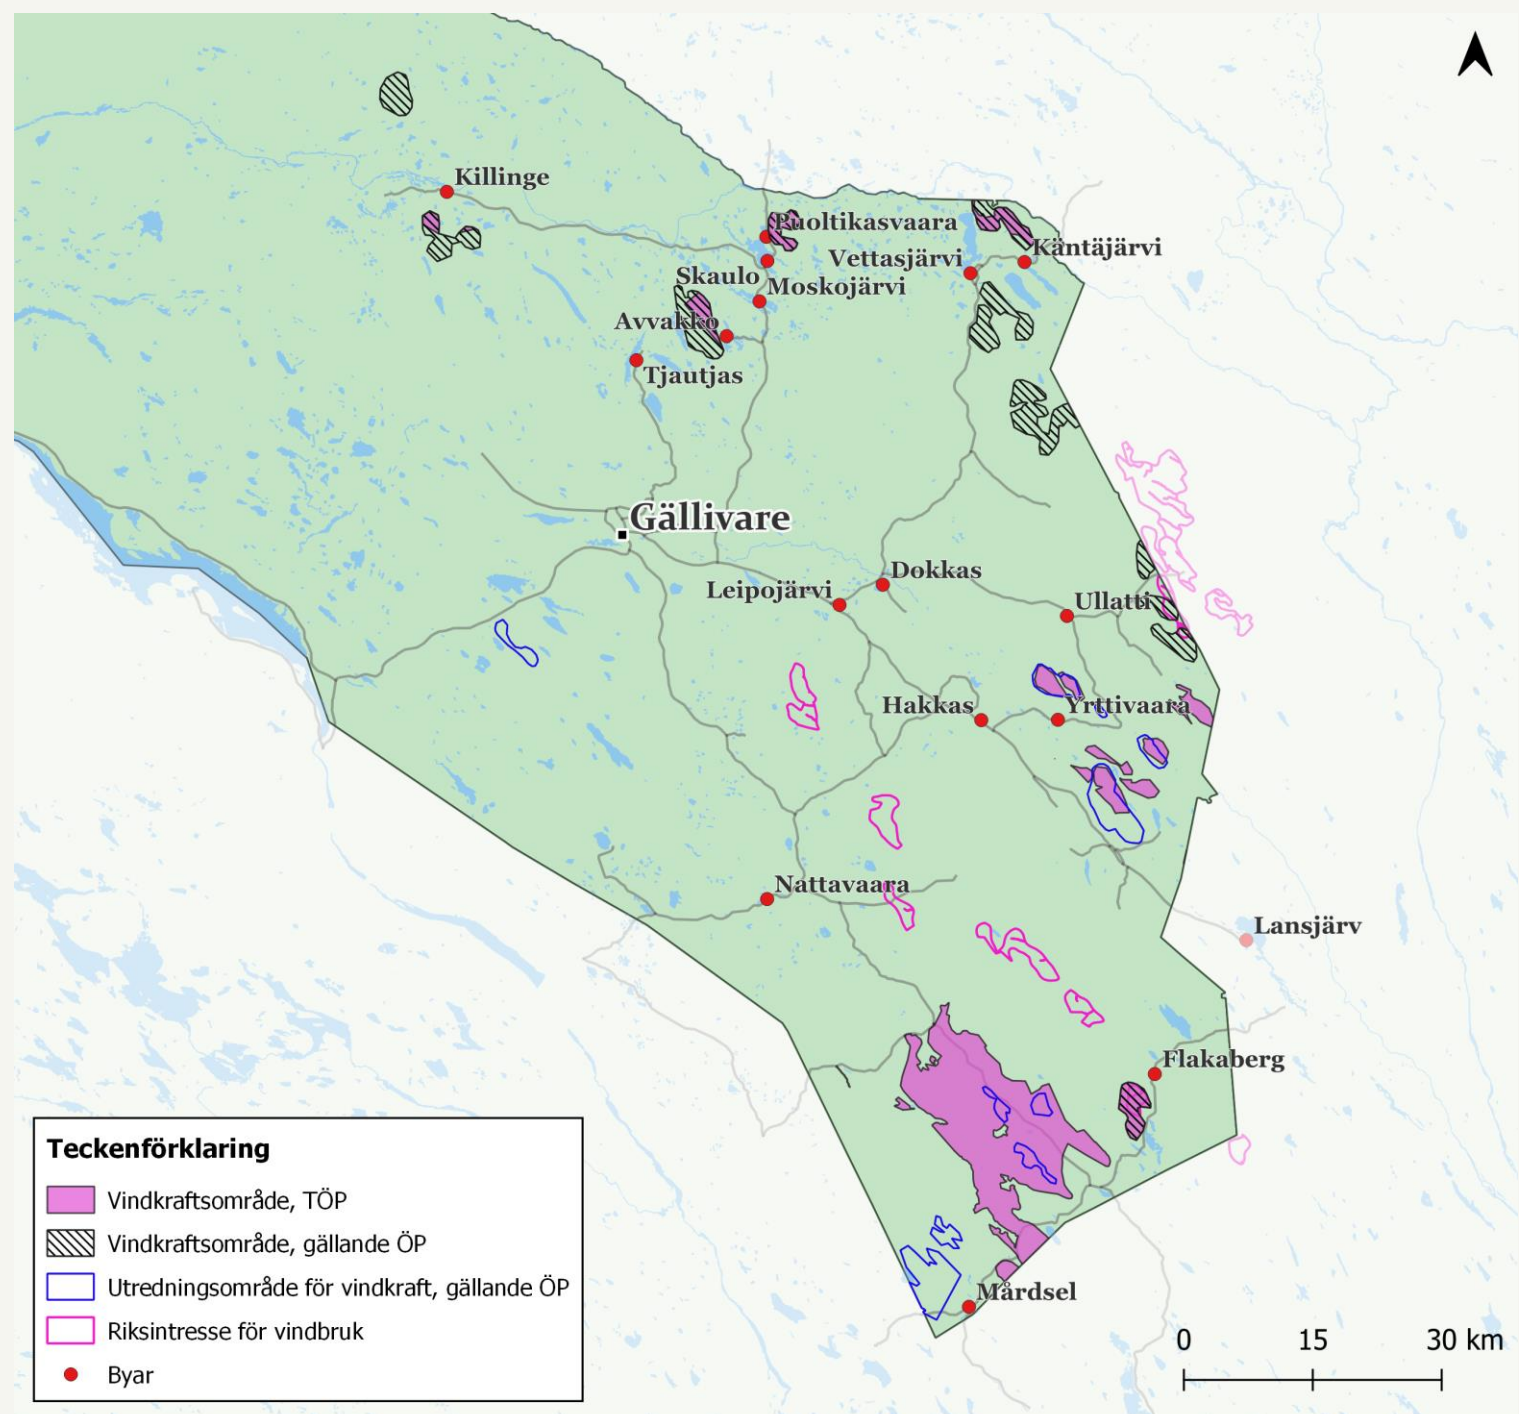 Killinge
Puoltikasvaara
Käntäjärvi
Vettasjärvi
Skaulo
Moskojärvi
Avvakko
Tjautjas
Gällivare
Dokkas
Leipojärvi
Ullatti
Hakkas
Yrttivaara
Nattavaara
Lansjärv
Flakaberg
Mårdsel
Teckenförklaring
Vindkraftsområde, TÖP
Vindkraftsområde, gällande ÖP
Utredningsområde för vindkraft, gällande ÖP
Riksintresse för vindbruk
Byar
0 15 30 km